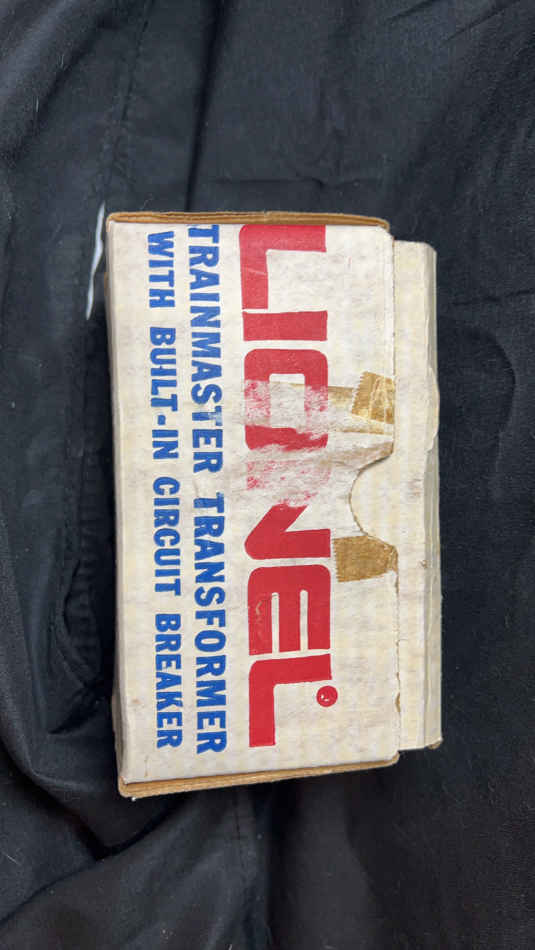 LIONEL®
TRAINMASTER TRANSFORMER
WITH BUILT-IN CIRCUIT BREAKER